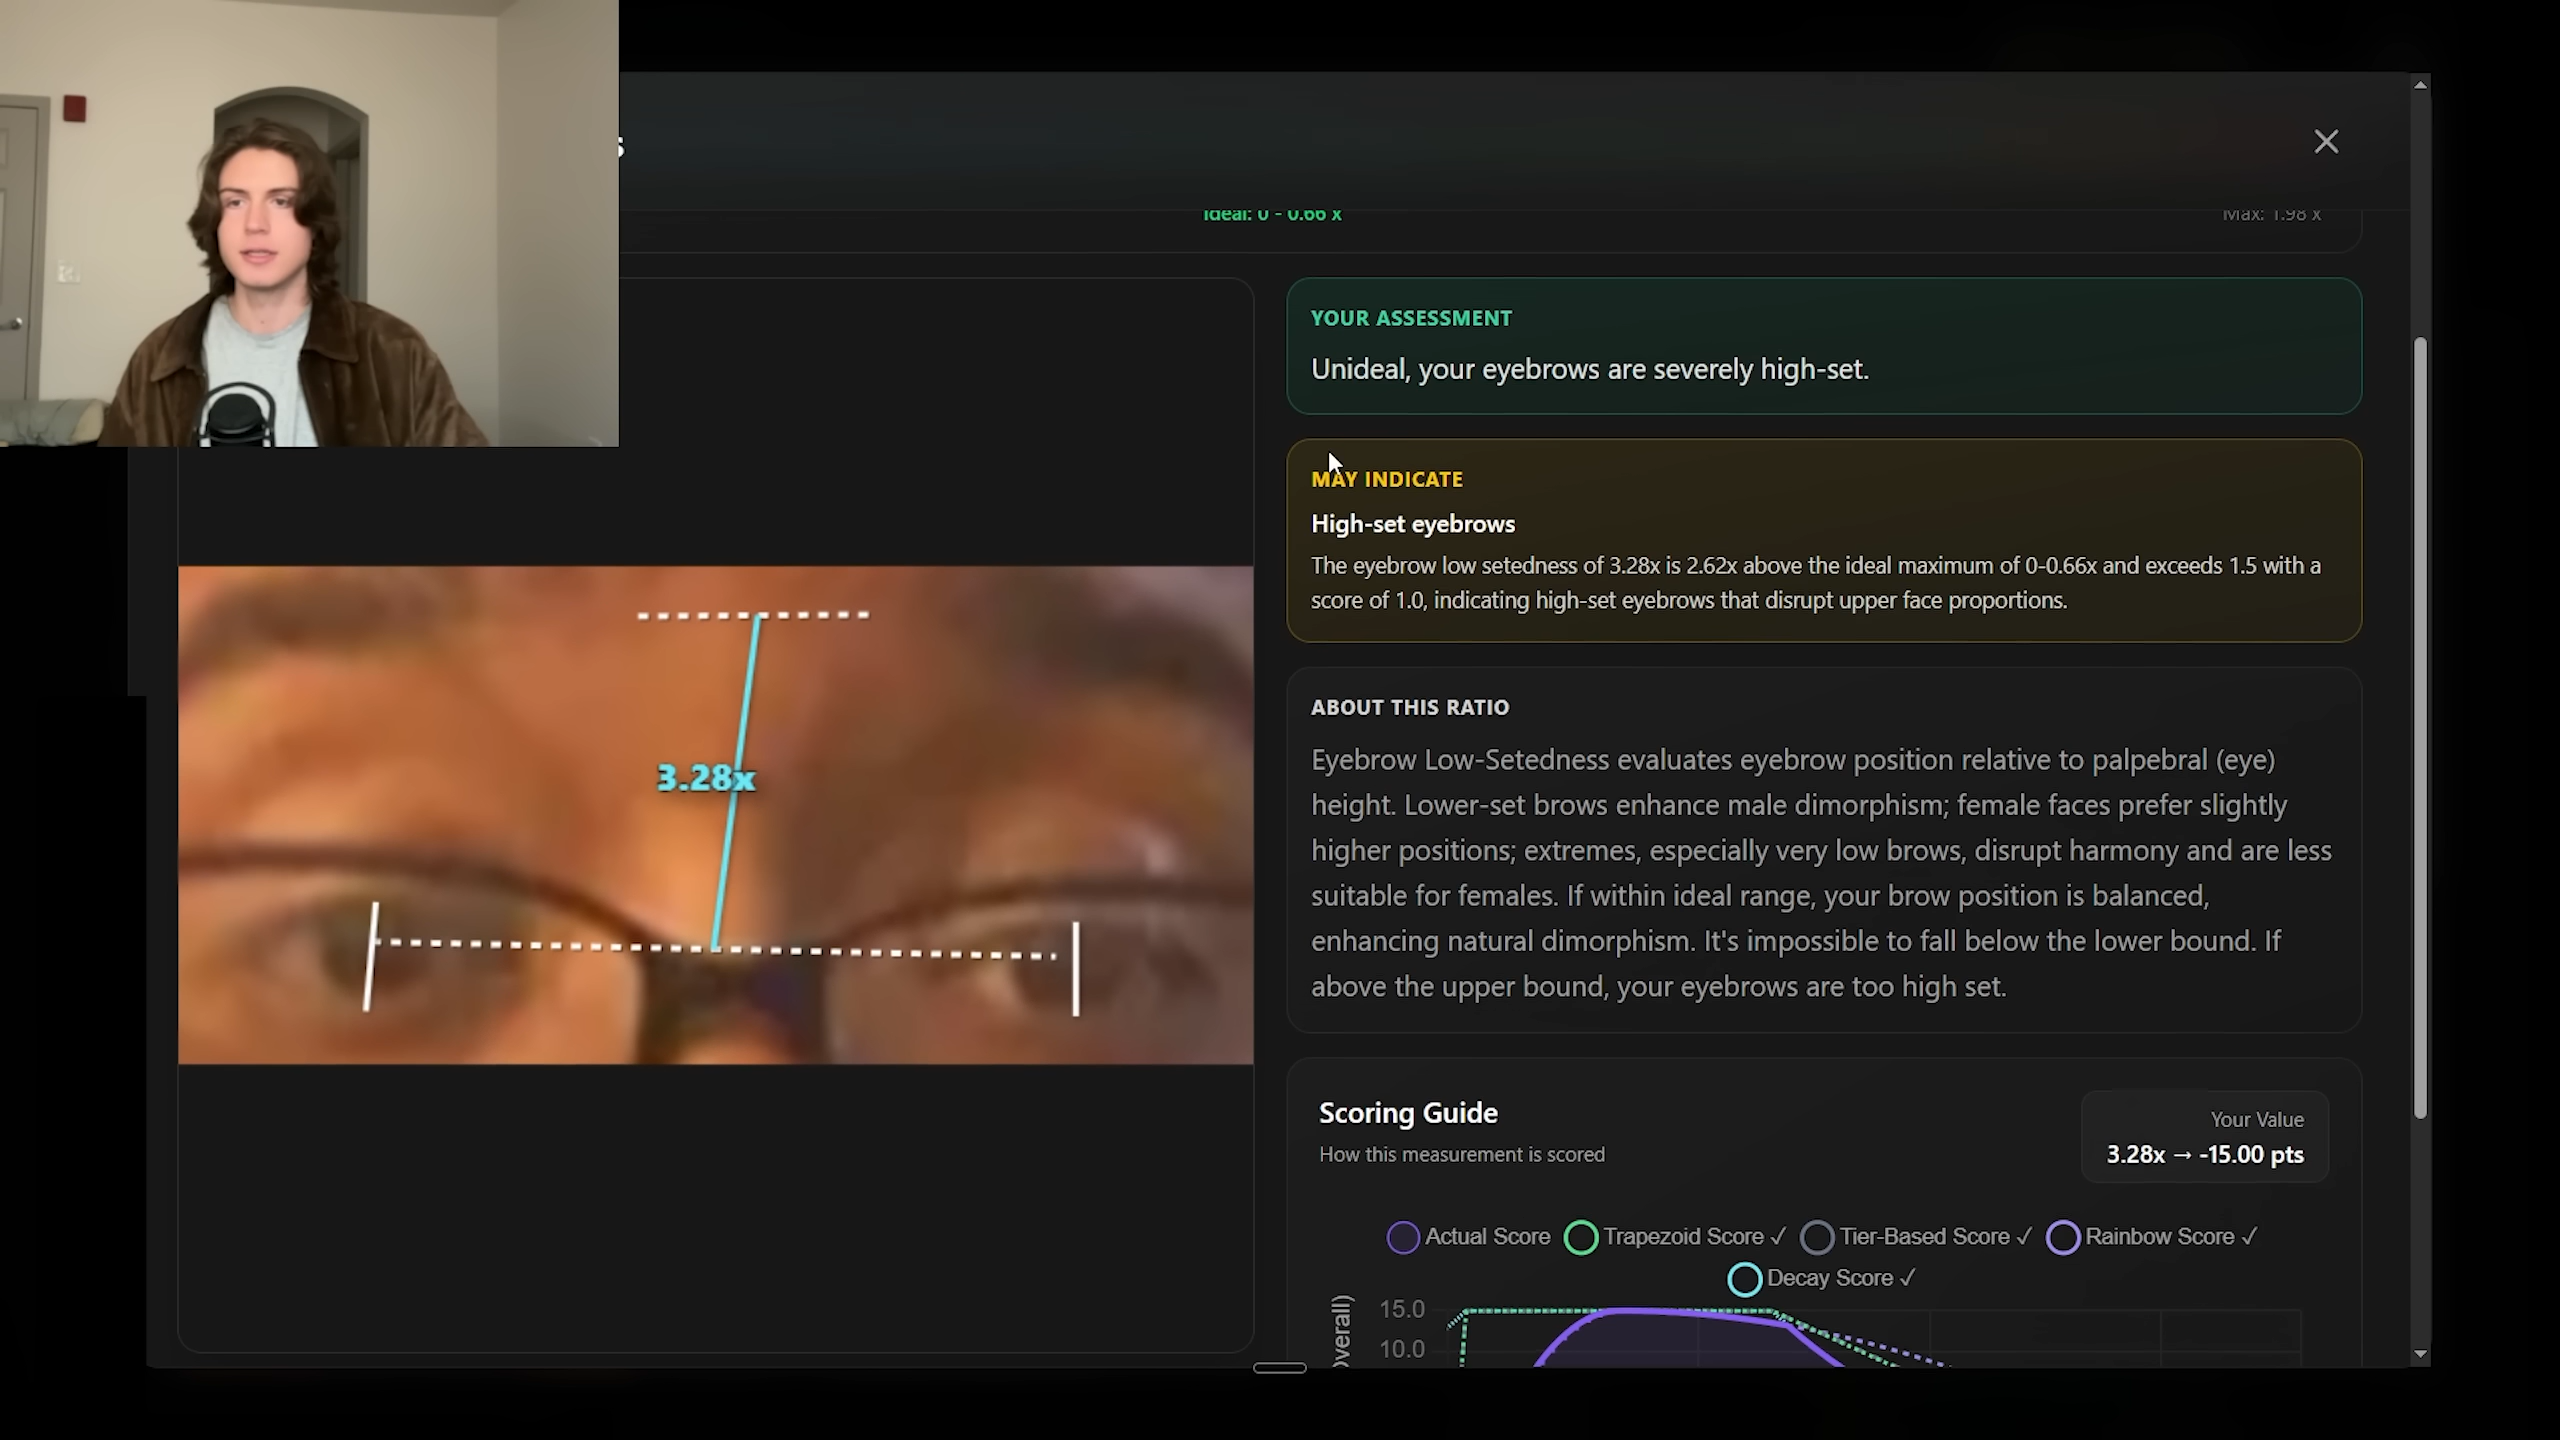 s
Ideal: 0 - 0.66 x
Max: 1.98 x
YOUR ASSESSMENT
Unideal, your eyebrows are severely high-set.
MAY INDICATE
High-set eyebrows
The eyebrow low setedness of 3.28x is 2.62x above the ideal maximum of 0-0.66x and exceeds 1.5 with a
score of 1.0, indicating high-set eyebrows that disrupt upper face proportions.
3.28x
ABOUT THIS RATIO
Eyebrow Low-Setedness evaluates eyebrow position relative to palpebral (eye)
height. Lower-set brows enhance male dimorphism; female faces prefer slightly
higher positions; extremes, especially very low brows, disrupt harmony and are less
suitable for females. If within ideal range, your brow position is balanced,
enhancing natural dimorphism. It's impossible to fall below the lower bound. If
above the upper bound, your eyebrows are too high set.
Scoring Guide
How this measurement is scored
Your Value
3.28x → -15.00 pts
Actual Score Trapezoid Score ✓ Tier-Based Score ✓ Rainbow Score ✓
Decay Score ✓
15.0
10.0